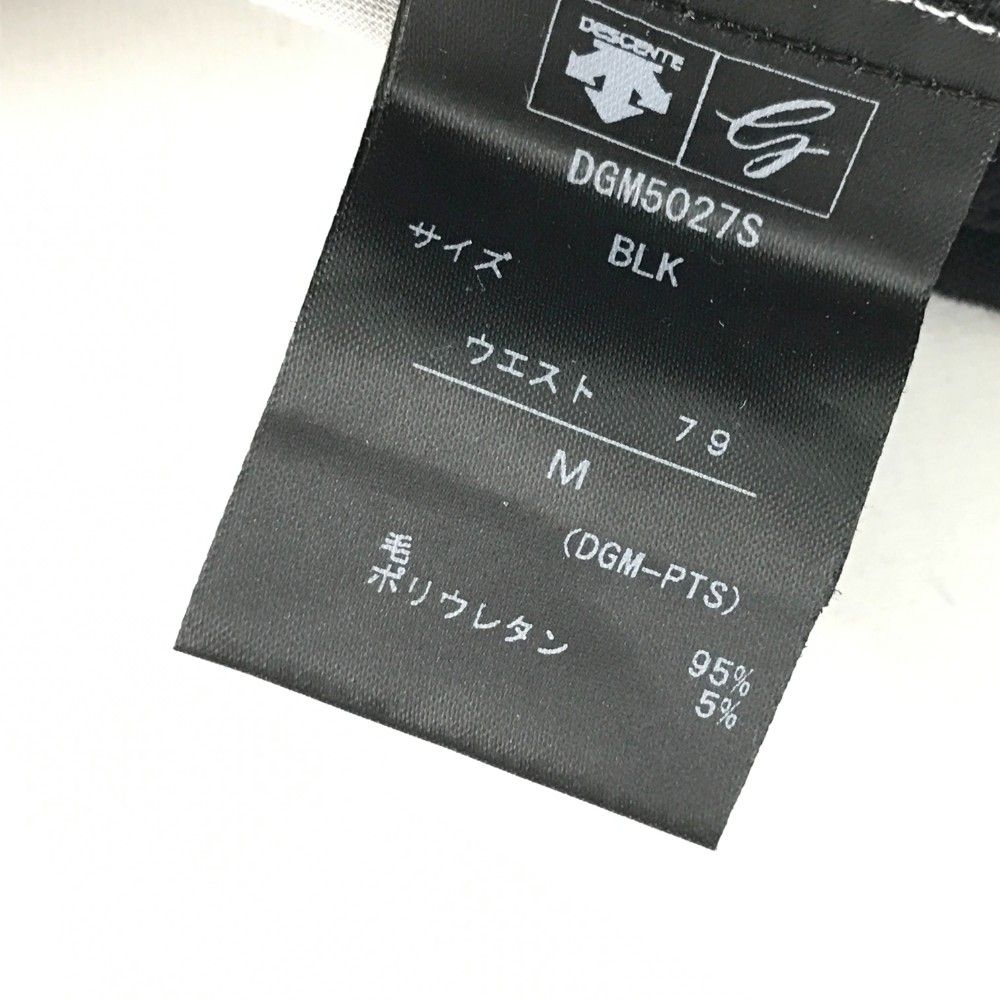 DESCENTE
G
DGM5027S
BLK
サイズ
ウエスト 79
M
(DGM-PTS)
毛 95%
ポリウレタン 5%